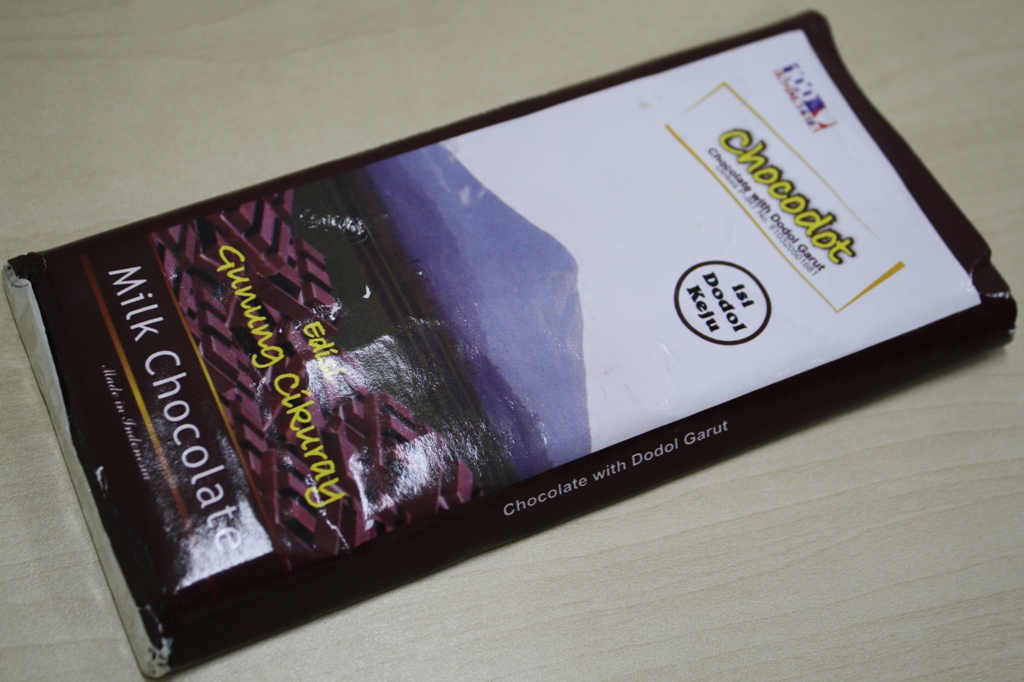 100%
Chocodot
Chocolate with Dodol Garut
isi
Dodol
Keju
Edisi
Gunung Cikuray
Milk Chocolate
Made in Indonesia
Chocolate with Dodol Garut